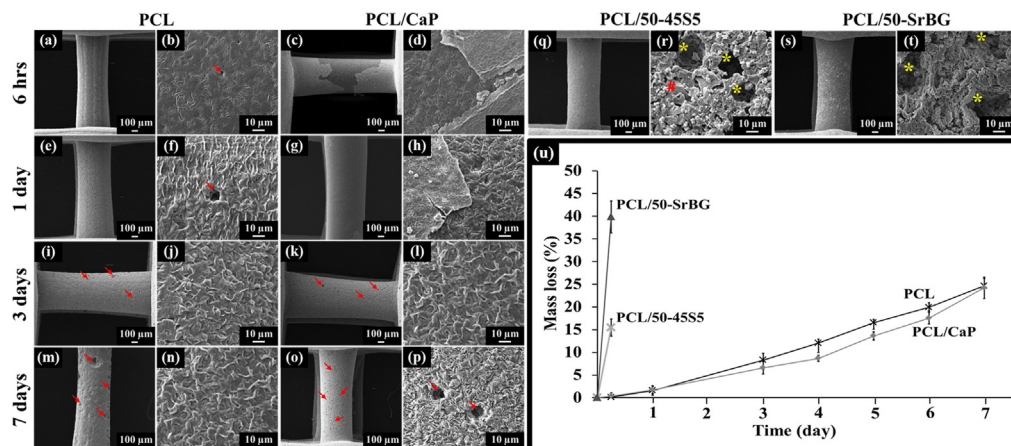 PCL PCL/CaP PCL/50-45S5 PCL/50-SrBG
6 hrs
(a) (b) (c) (d) (q) (r) (s) (t)
* * * # * * *
100 µm 10 µm 100 µm 10 µm 100 µm 10 µm 100 µm 10 µm
1 day
(e) (f) (g) (h)
100 µm 10 µm 100 µm 10 µm
3 days
(i) (j) (k) (l)
100 µm 10 µm 100 µm 10 µm
7 days
(m) (n) (o) (p)
100 µm 10 µm 100 µm 10 µm
(u)
Mass loss (%)
50
45
40
35
30
25
20
15
10
5
0
PCL/50-SrBG
PCL/50-45S5
PCL
PCL/CaP
1 2 3 4 5 6 7
Time (day)